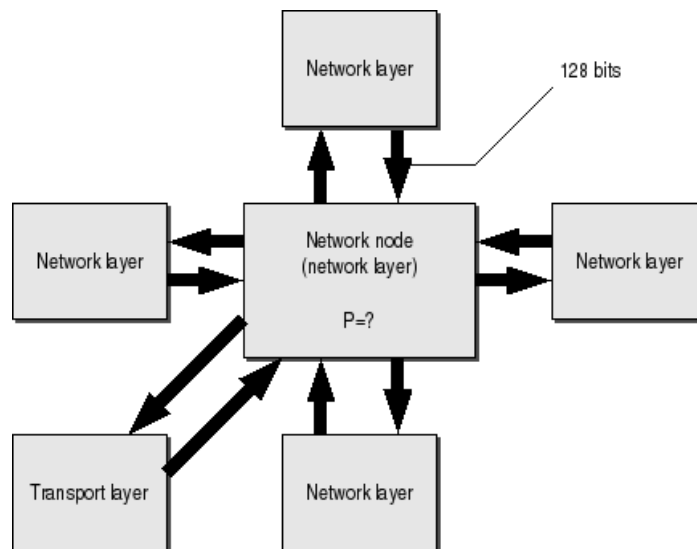 Network layer
128 bits
Network layer
Network node
(network layer)
P=?
Network layer
Transport layer
Network layer